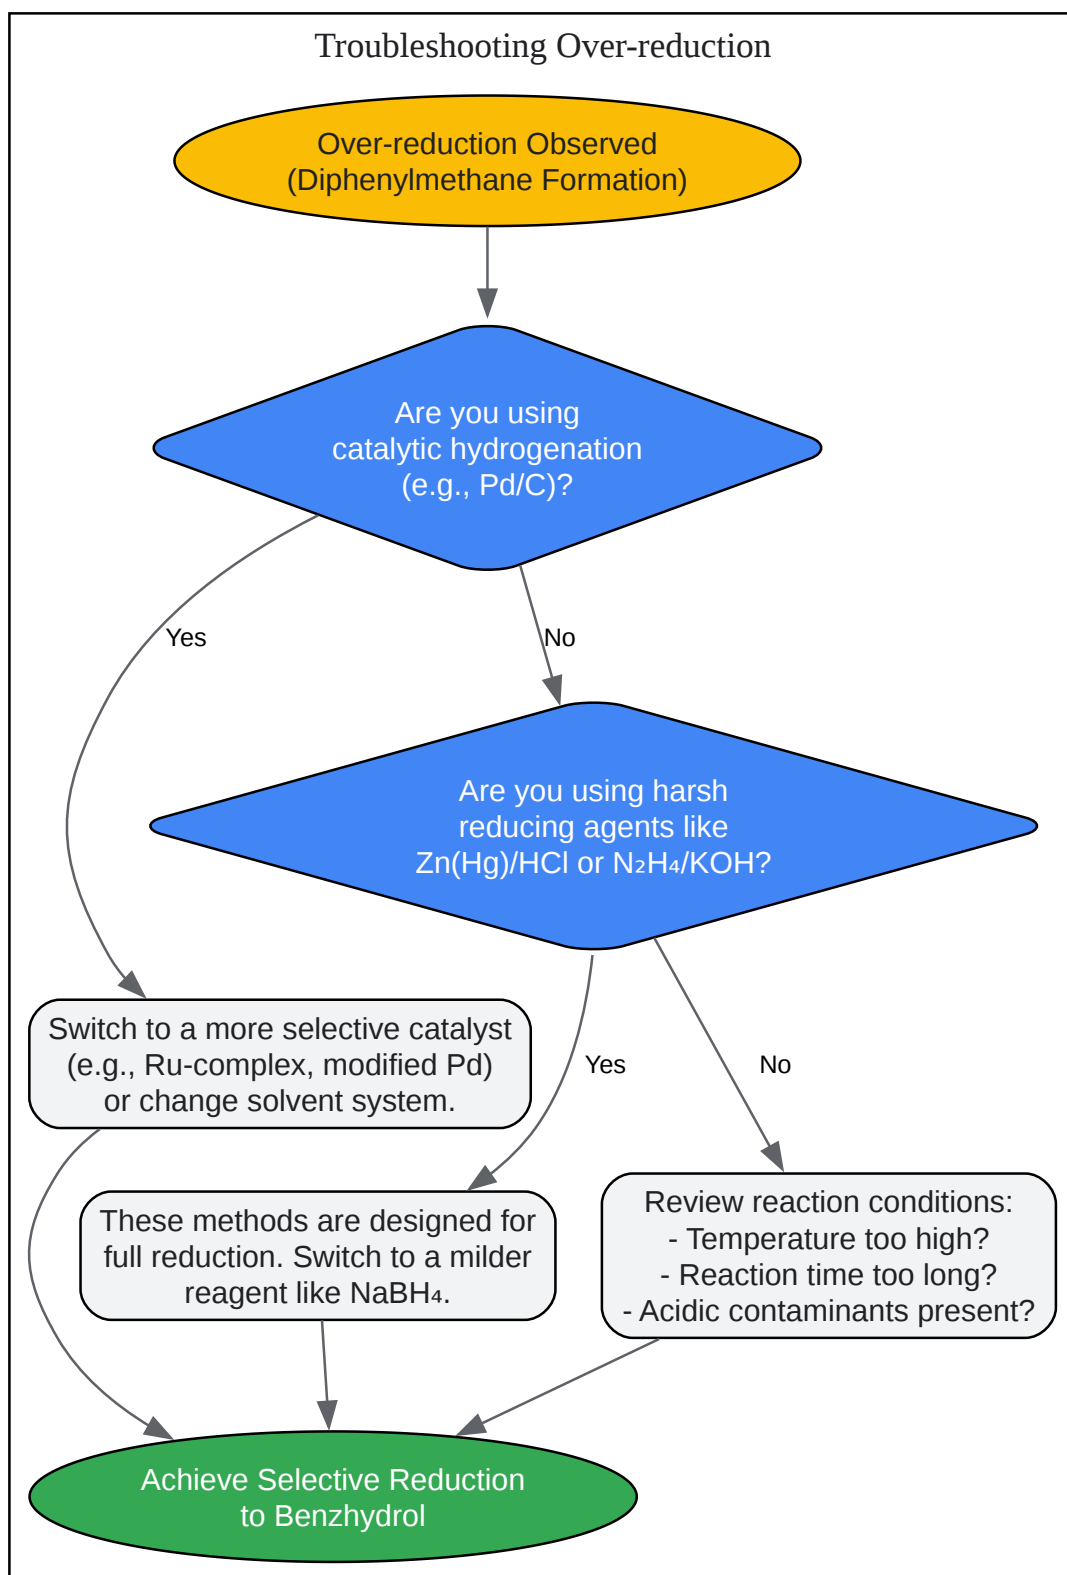 Troubleshooting Over-reduction
Over-reduction Observed
(Diphenylmethane Formation)
Are you using
catalytic hydrogenation
(e.g., Pd/C)?
Yes
No
Are you using harsh
reducing agents like
Zn(Hg)/HCl or N₂H₄/KOH?
Switch to a more selective catalyst
(e.g., Ru-complex, modified Pd)
or change solvent system.
Yes
No
These methods are designed for
full reduction. Switch to a milder
reagent like NaBH₄.
Review reaction conditions:
- Temperature too high?
- Reaction time too long?
- Acidic contaminants present?
Achieve Selective Reduction
to Benzhydrol